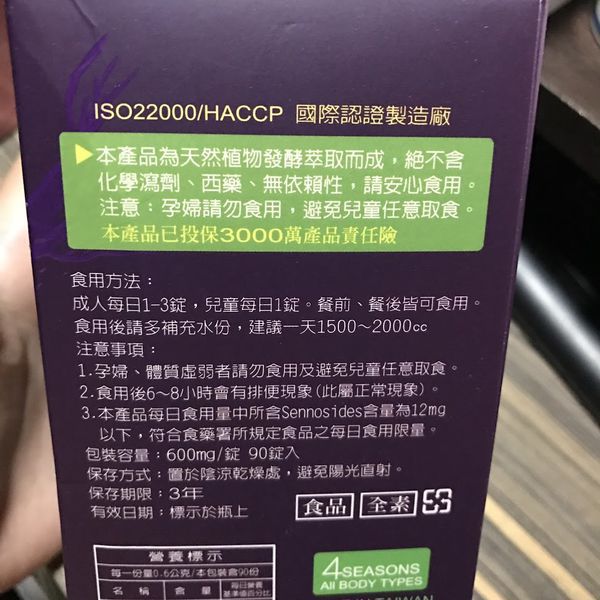 ISO22000/HACCP 國際認證製造廠
▶本產品為天然植物發酵萃取而成，絕不含
化學瀉劑、西藥、無依賴性，請安心食用。
注意：孕婦請勿食用，避免兒童任意取食。
本產品已投保3000萬產品責任險
食用方法：
成人每日1-3錠，兒童每日1錠。餐前、餐後皆可食用。
食用後請多補充水份，建議一天1500~2000cc
注意事項：
1.孕婦、體質虛弱者請勿食用及避免兒童任意取食。
2.食用後6~8小時會有排便現象(此屬正常現象)。
3.本產品每日食用量中所含Sennosides含量為12mg
以下，符合食藥署所規定食品之每日食用限量。
包裝容量：600mg/錠 90錠入
保存方式：置於陰涼乾燥處，避免陽光直射。
保存期限：3年
有效日期：標示於瓶上
食品 全素
營養標示
每一份量0.6公克/本包裝含90份
名稱 含量 每日營養基準值百分比
4SEASONS
All BODY TYPES
TAIWAN